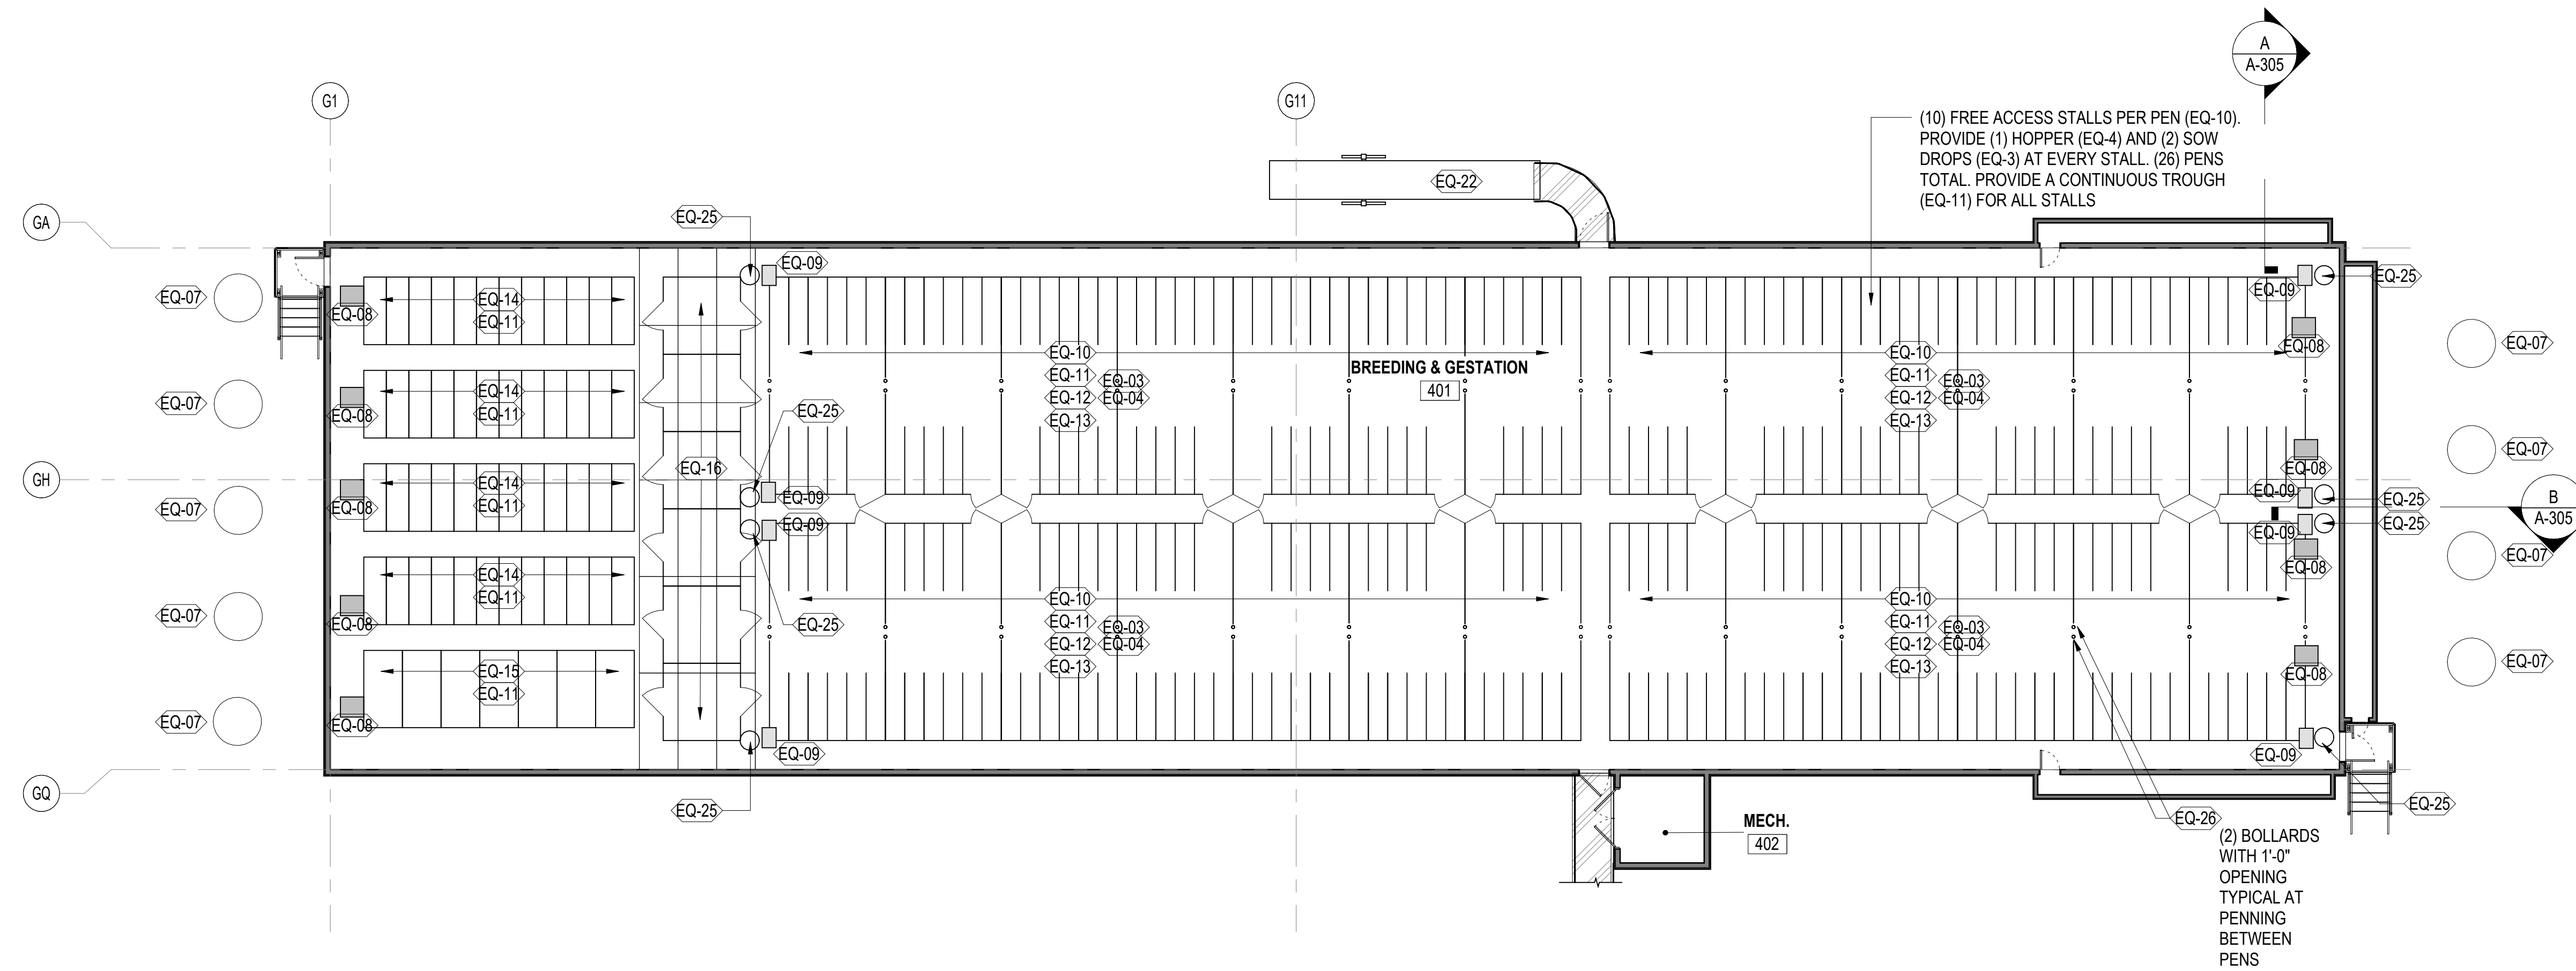 A
A-305
G1
G11
(10) FREE ACCESS STALLS PER PEN (EQ-10).
PROVIDE (1) HOPPER (EQ-4) AND (2) SOW
DROPS (EQ-3) AT EVERY STALL. (26) PENS
TOTAL. PROVIDE A CONTINUOUS TROUGH
(EQ-11) FOR ALL STALLS
EQ-22
GA
EQ-25
EQ-09
EQ-25
EQ-09
EQ-07
EQ-14
EQ-08
EQ-11
EQ-07
EQ-08
EQ-10
EQ-10
BREEDING & GESTATION
401
EQ-11
EQ-03
EQ-12
EQ-04
EQ-13
EQ-11
EQ-03
EQ-12
EQ-04
EQ-13
EQ-07
EQ-14
EQ-08
EQ-11
EQ-25
EQ-07
EQ-08
GH
EQ-16
EQ-14
EQ-08
EQ-11
EQ-07
EQ-09
EQ-09
EQ-09
EQ-25
EQ-09
EQ-25
B
A-305
EQ-07
EQ-08
EQ-14
EQ-11
EQ-08
EQ-07
EQ-25
EQ-10
EQ-11
EQ-03
EQ-12
EQ-04
EQ-13
EQ-10
EQ-11
EQ-03
EQ-12
EQ-04
EQ-13
EQ-07
EQ-08
EQ-15
EQ-11
EQ-07
EQ-08
EQ-09
EQ-09
GQ
EQ-25
EQ-25
EQ-26
MECH.
402
(2) BOLLARDS
WITH 1'-0"
OPENING
TYPICAL AT
PENNING
BETWEEN
PENS